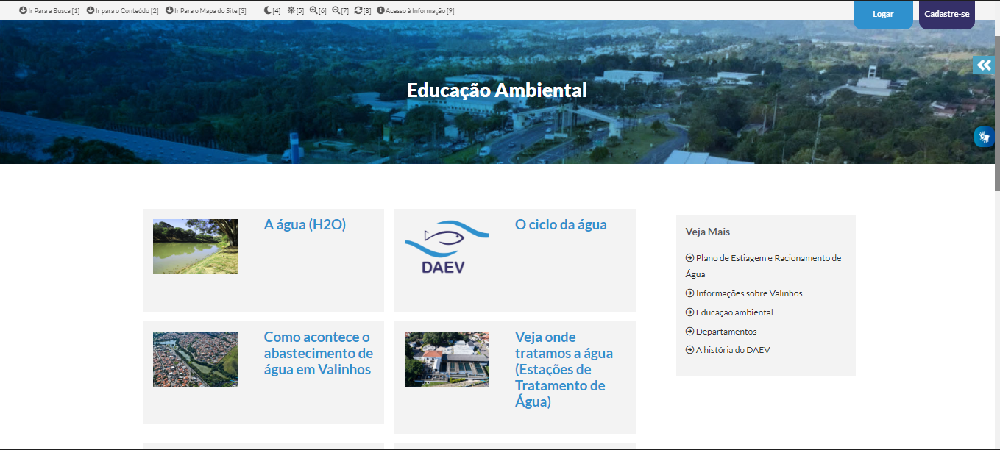 Ir Para a Busca [1] Ir para o Conteúdo [2] Ir Para o Mapa do Site [3] | [4] [5] [6] [7] [8] Acesso à Informação [9]
Logar
Cadastre-se
Educação Ambiental
A água (H2O)
DAEV
O ciclo da água
Como acontece o
abastecimento de
água em Valinhos
Veja onde
tratamos a água
(Estações de
Tratamento de
Água)
Veja Mais
Plano de Estiagem e Racionamento de
Água
Informações sobre Valinhos
Educação ambiental
Departamentos
A história do DAEV